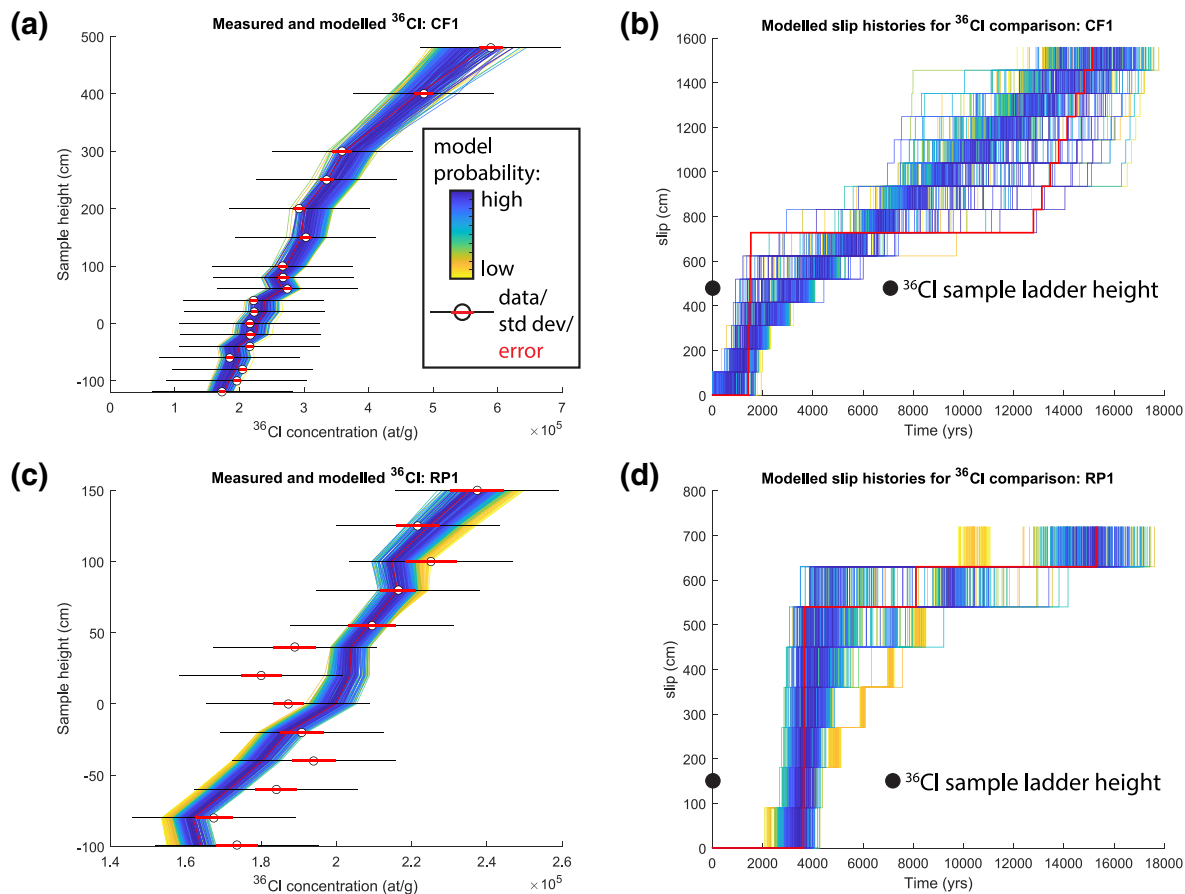 (a)
Measured and modelled ³⁶Cl: CF1
Sample height (cm)
500
400
300
200
100
0
-100
0
1
2
3
4
5
6
7
× 10⁵
³⁶Cl concentration (at/g)
model
probability:
high
low
data/
std dev/
error
(b)
Modelled slip histories for ³⁶Cl comparison: CF1
slip (cm)
1600
1400
1200
1000
800
600
400
200
0
³⁶Cl sample ladder height
0
2000
4000
6000
8000
10000
12000
14000
16000
18000
Time (yrs)
(c)
Measured and modelled ³⁶Cl: RP1
Sample height (cm)
150
100
50
0
-50
-100
1.4
1.6
1.8
2
2.2
2.4
2.6
× 10⁵
³⁶Cl concentration (at/g)
(d)
Modelled slip histories for ³⁶Cl comparison: RP1
slip (cm)
800
700
600
500
400
300
200
100
0
³⁶Cl sample ladder height
0
2000
4000
6000
8000
10000
12000
14000
16000
18000
Time (yrs)